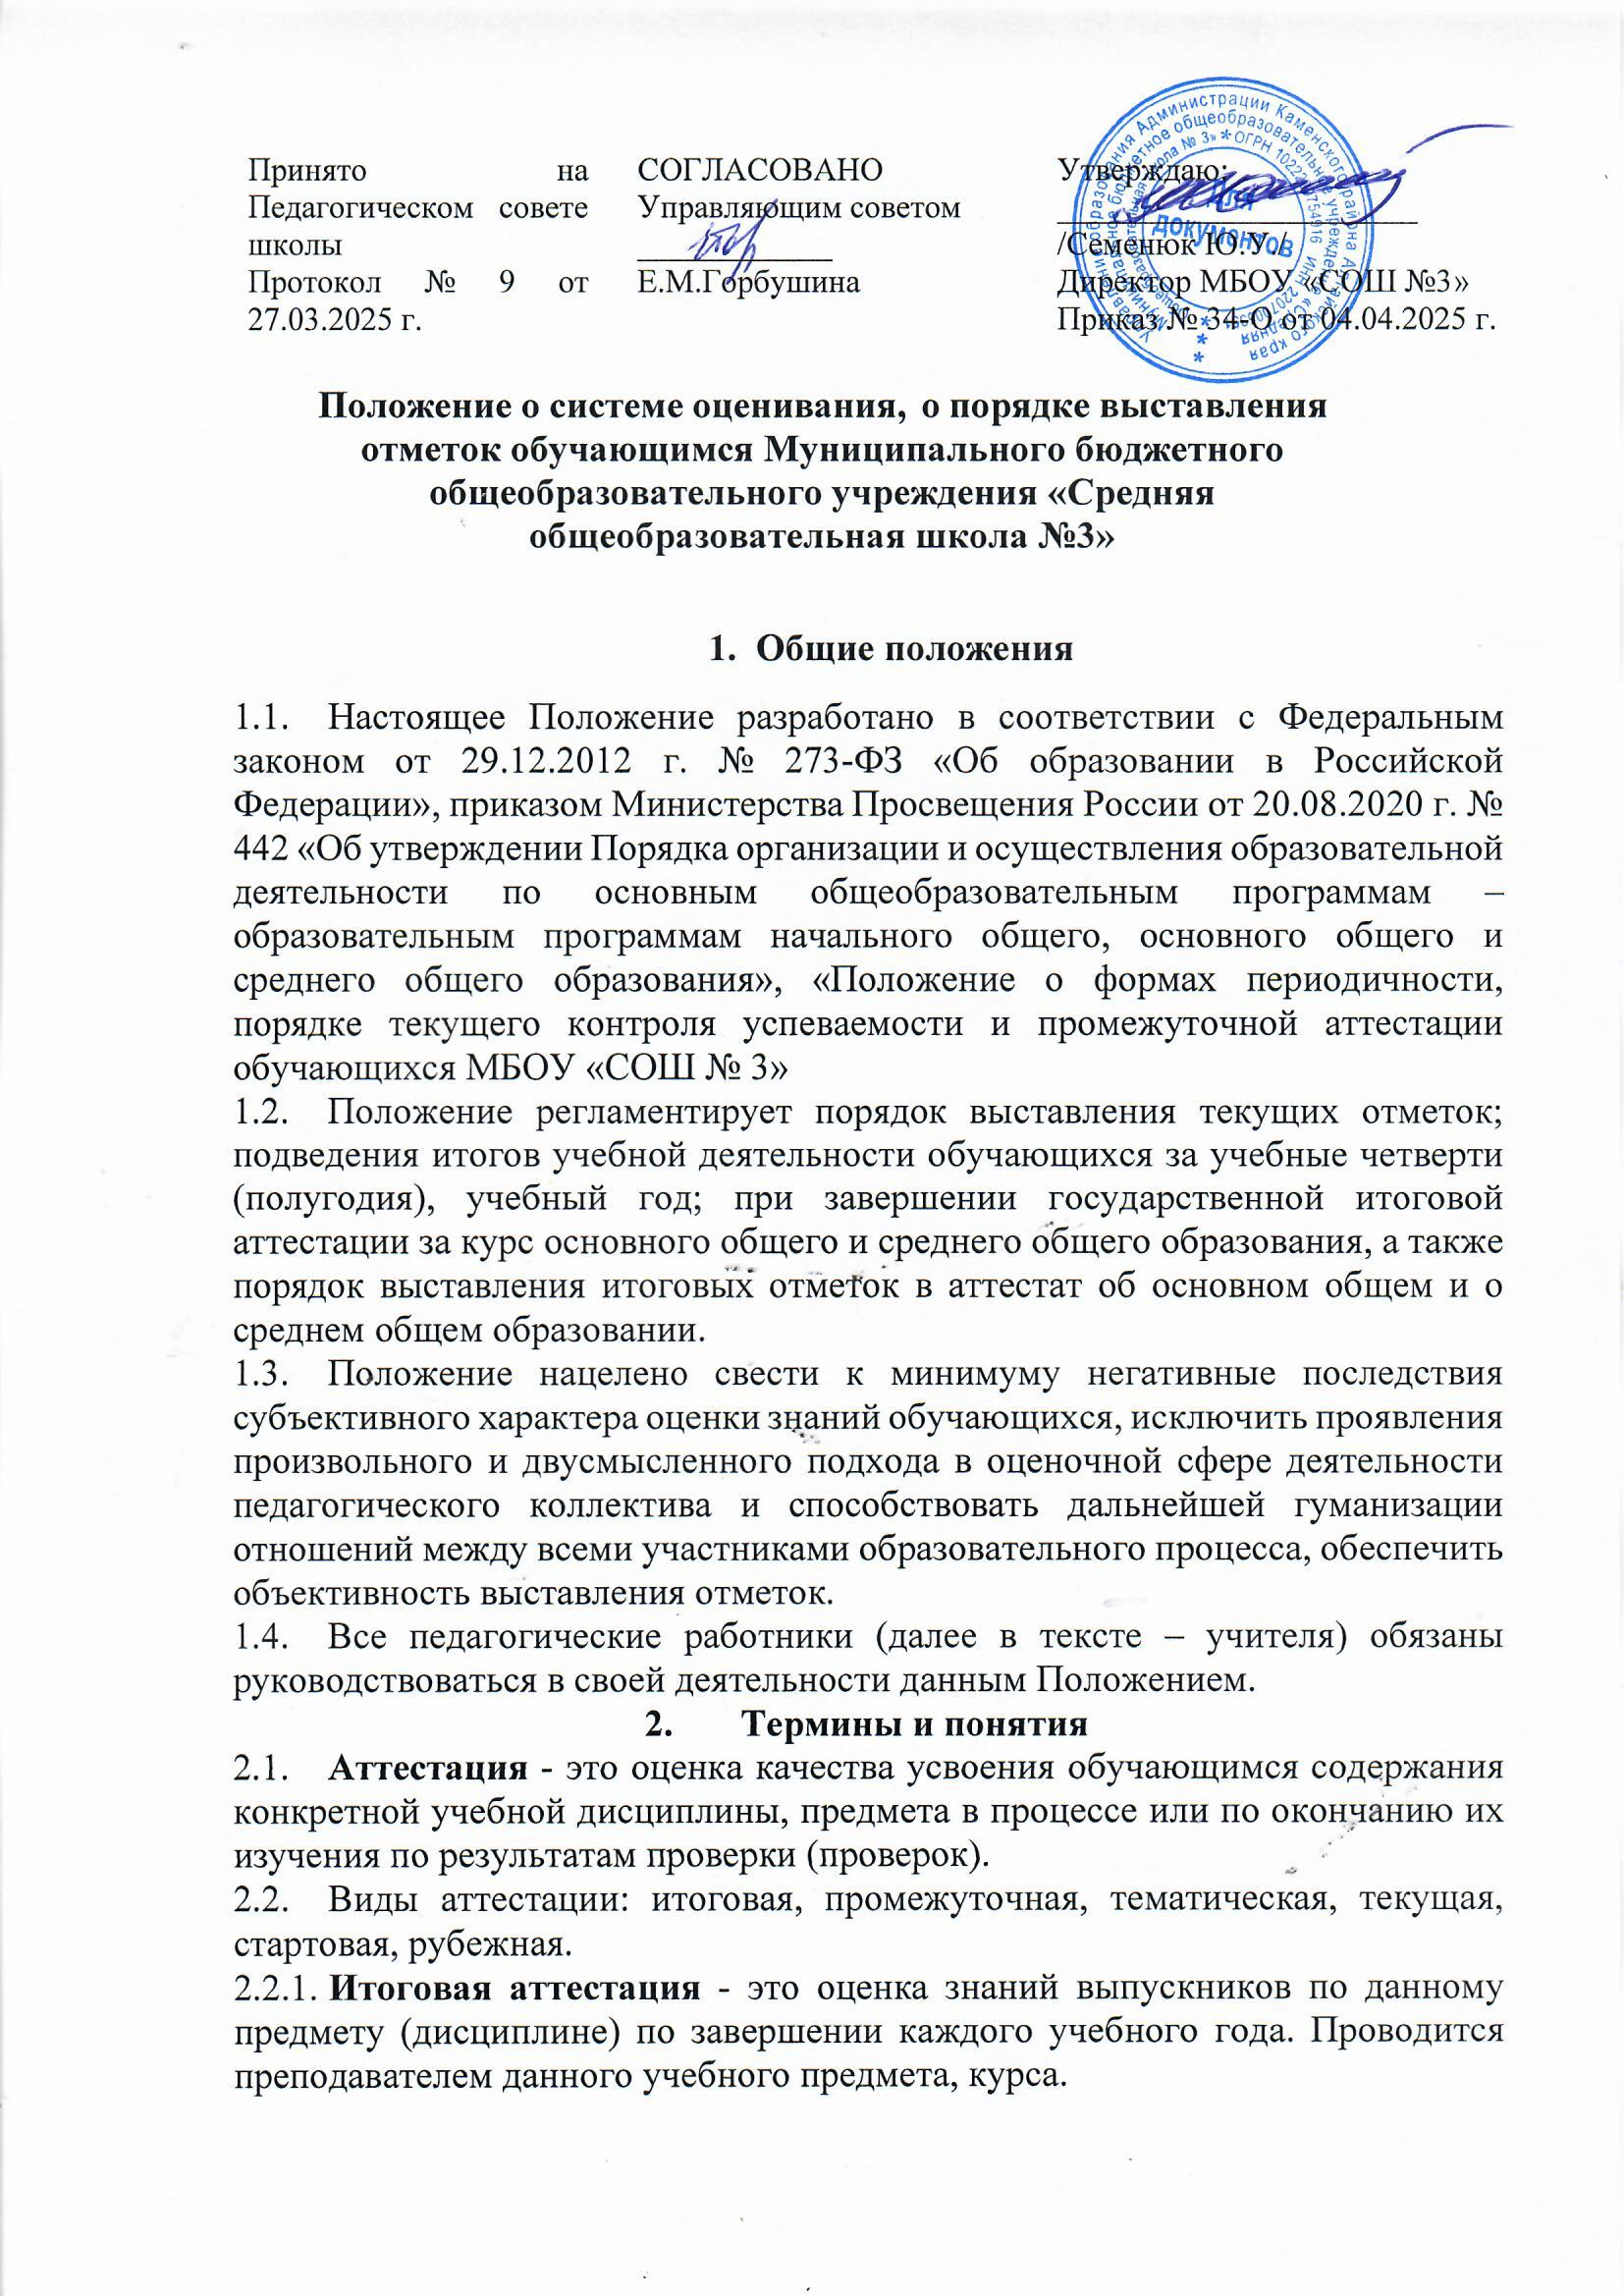 Принято на
Педагогическом совете
школы
Протокол № 9 от
27.03.2025 г.
СОГЛАСОВАНО
Управляющим советом
Е.М.Горбушина
Утверждаю:
/Семенюк Ю.У./
Директор МБОУ «СОШ №3»
Приказ № 34-О от 04.04.2025 г.
Для
документов
Положение о системе оценивания, о порядке выставления
отметок обучающимся Муниципального бюджетного
общеобразовательного учреждения «Средняя
общеобразовательная школа №3»
1. Общие положения
1.1. Настоящее Положение разработано в соответствии с Федеральным
законом от 29.12.2012 г. № 273-ФЗ «Об образовании в Российской
Федерации», приказом Министерства Просвещения России от 20.08.2020 г. №
442 «Об утверждении Порядка организации и осуществления образовательной
деятельности по основным общеобразовательным программам –
образовательным программам начального общего, основного общего и
среднего общего образования», «Положение о формах периодичности,
порядке текущего контроля успеваемости и промежуточной аттестации
обучающихся МБОУ «СОШ № 3»
1.2. Положение регламентирует порядок выставления текущих отметок;
подведения итогов учебной деятельности обучающихся за учебные четверти
(полугодия), учебный год; при завершении государственной итоговой
аттестации за курс основного общего и среднего общего образования, а также
порядок выставления итоговых отметок в аттестат об основном общем и о
среднем общем образовании.
1.3. Положение нацелено свести к минимуму негативные последствия
субъективного характера оценки знаний обучающихся, исключить проявления
произвольного и двусмысленного подхода в оценочной сфере деятельности
педагогического коллектива и способствовать дальнейшей гуманизации
отношений между всеми участниками образовательного процесса, обеспечить
объективность выставления отметок.
1.4. Все педагогические работники (далее в тексте – учителя) обязаны
руководствоваться в своей деятельности данным Положением.
2. Термины и понятия
2.1. Аттестация - это оценка качества усвоения обучающимся содержания
конкретной учебной дисциплины, предмета в процессе или по окончанию их
изучения по результатам проверки (проверок).
2.2. Виды аттестации: итоговая, промежуточная, тематическая, текущая,
стартовая, рубежная.
2.2.1. Итоговая аттестация - это оценка знаний выпускников по данному
предмету (дисциплине) по завершении каждого учебного года. Проводится
преподавателем данного учебного предмета, курса.